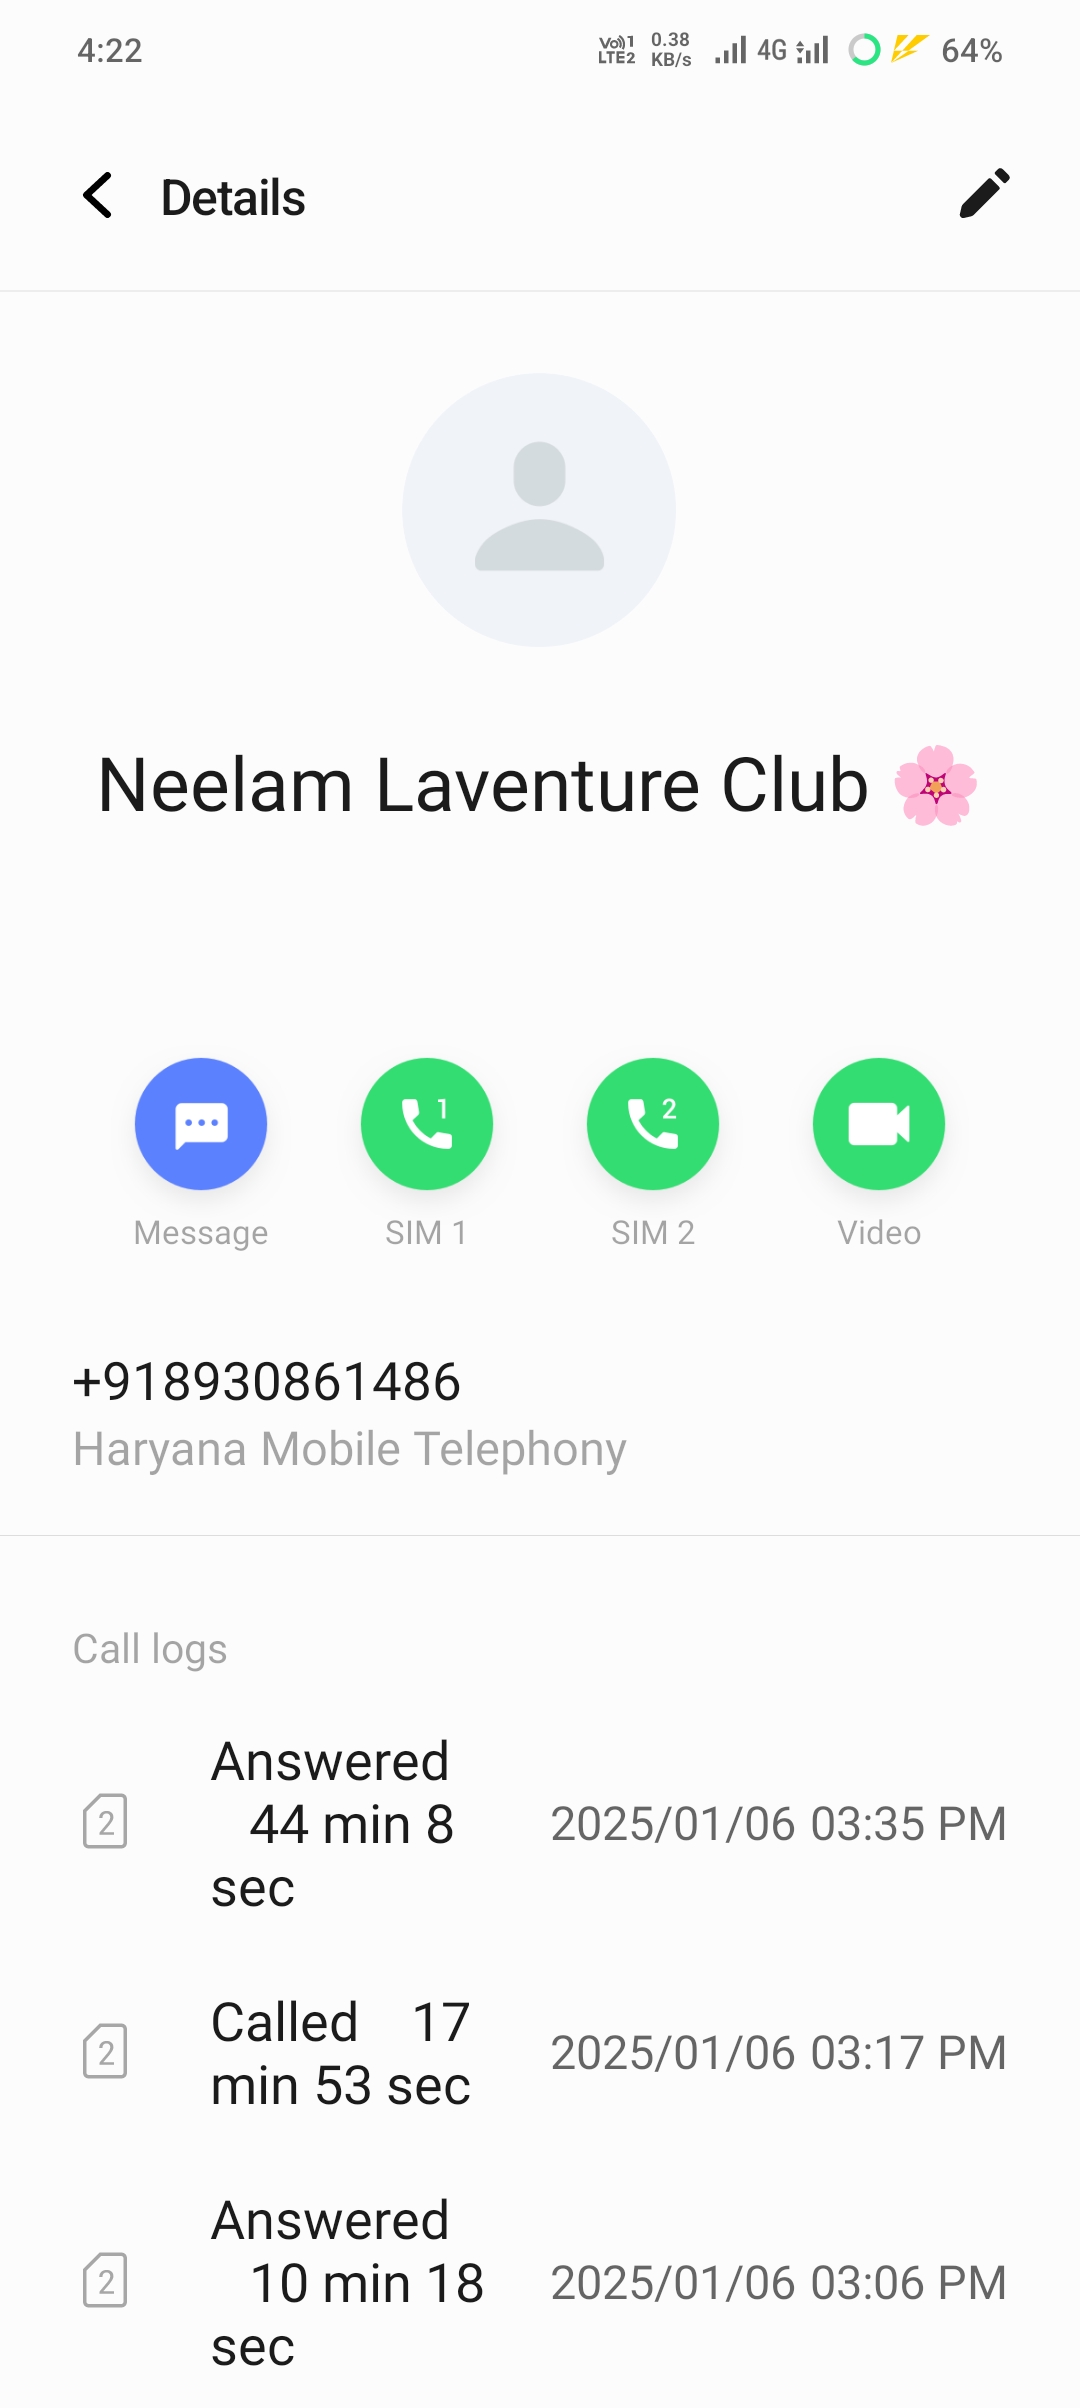 4:22
Vo)) 1 LTE2 0.38 KB/s 4G 64%
Details
Neelam Laventure Club 🌸
1 2
Message SIM 1 SIM 2 Video
+918930861486
Haryana Mobile Telephony
Call logs
Answered
2 44 min 8 2025/01/06 03:35 PM
sec
Called 17
2 2025/01/06 03:17 PM
min 53 sec
Answered
2 10 min 18 2025/01/06 03:06 PM
sec